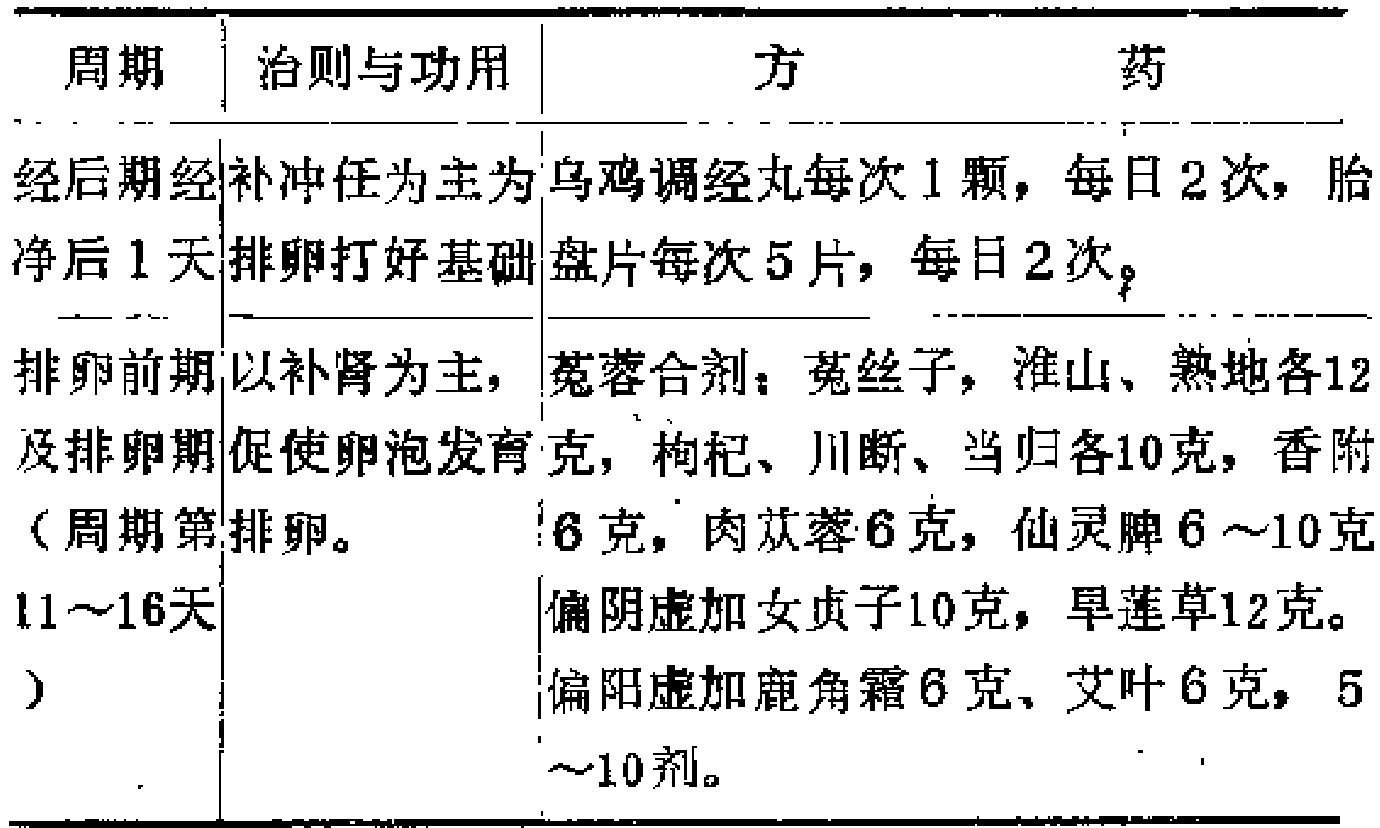 周期 治则与功用 方 药
经后期经 补冲任为主为 乌鸡调经丸每次1颗，每日2次，胎
净后1天 排卵打好基础 盘片每次5片，每日2次。
排卵前期 以补肾为主， 菟蓉合剂：菟丝子，淮山、熟地各12
及排卵期 促使卵泡发育 克，枸杞、川断、当归各10克，香附
（周期第 排卵。 6克，肉苁蓉6克，仙灵脾6～10克
11～16天 偏阴虚加女贞子10克，旱莲草12克。
） 偏阳虚加鹿角霜6克、艾叶6克，5
～10剂。